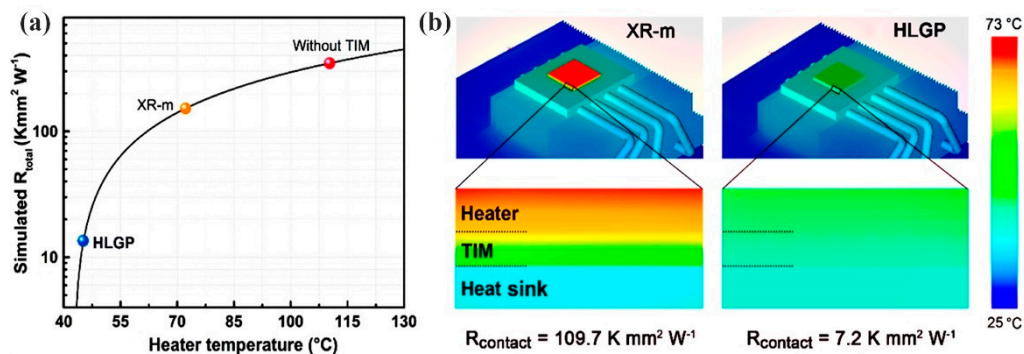 (a)
Simulated R_total (Kmm² W⁻¹)
100
10
Without TIM
XR-m
HLGP
40 55 70 85 100 115 130
Heater temperature (°C)
(b)
XR-m
HLGP
Heater
TIM
Heat sink
R_contact = 109.7 K mm² W⁻¹
R_contact = 7.2 K mm² W⁻¹
73 °C
25 °C